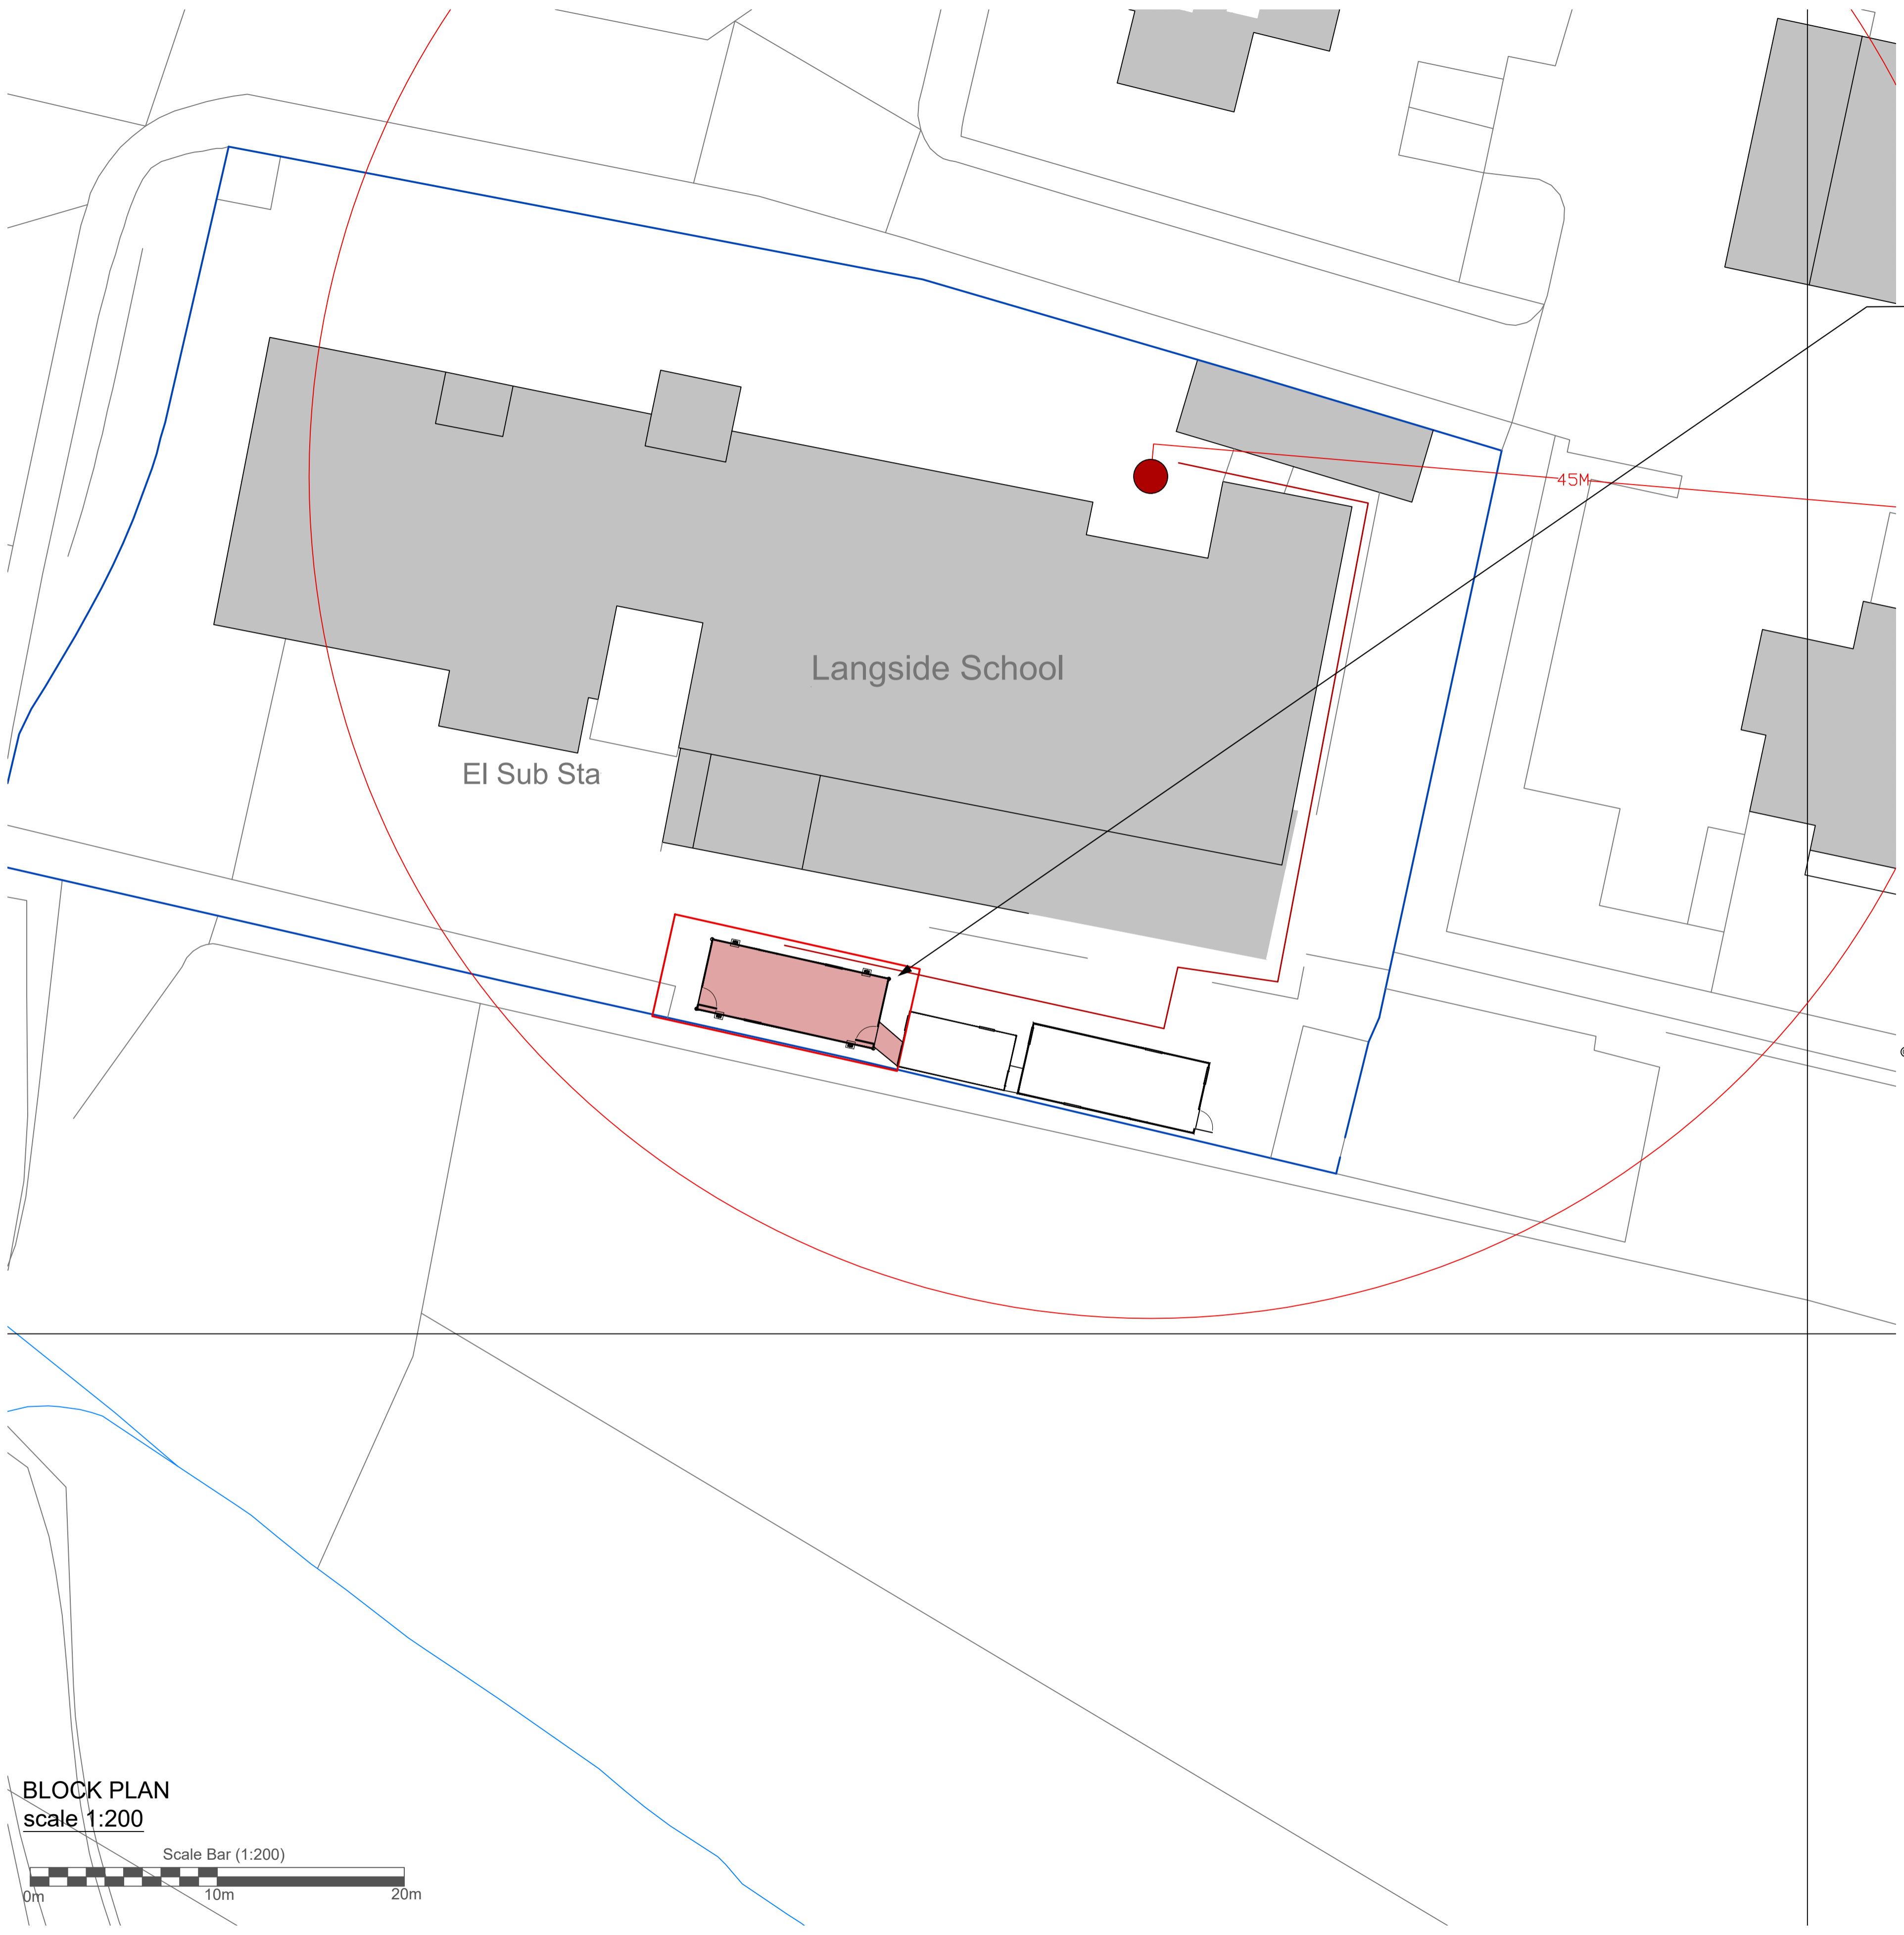 45M
Langside School
El Sub Sta
BLOCK PLAN
scale 1:200
Scale Bar (1:200)
0m 10m 20m